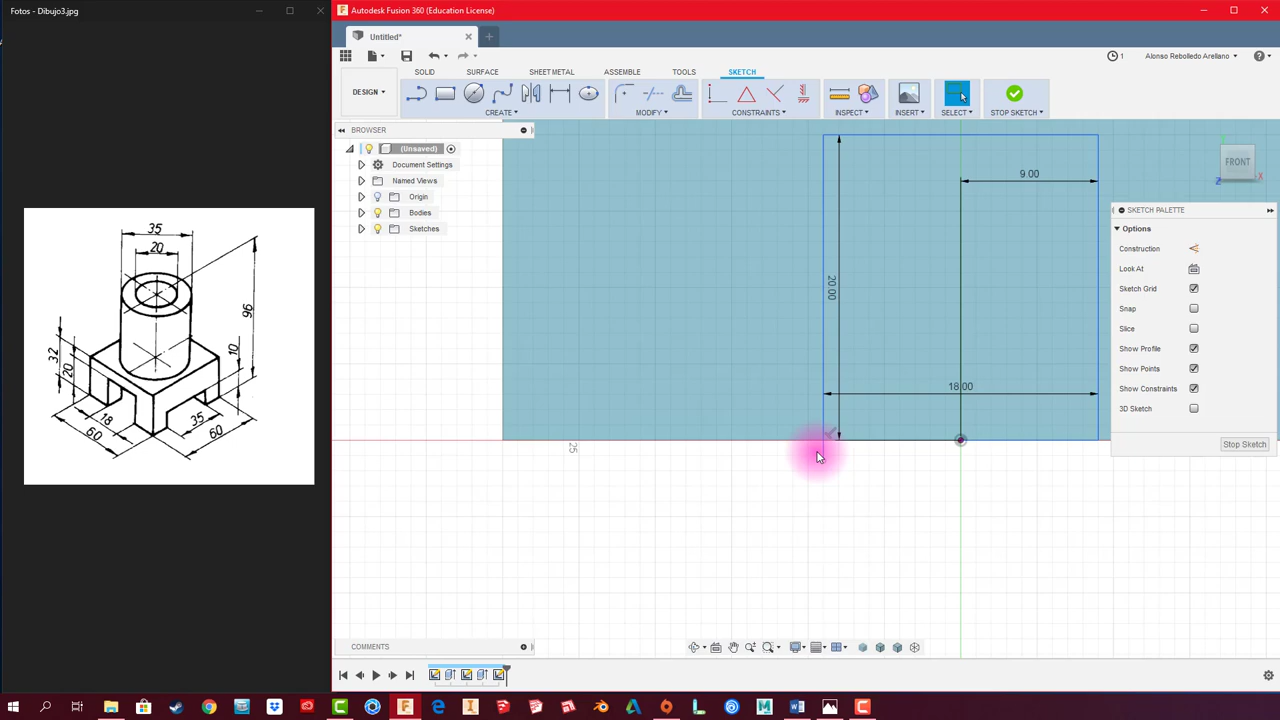 Fotos - Dibujo3.jpg
Autodesk Fusion 360 (Education License)
Untitled*
1
Alonso Rebolledo Arellano
DESIGN
SOLID
SURFACE
SHEET METAL
ASSEMBLE
TOOLS
SKETCH
CREATE
MODIFY
CONSTRAINTS
INSPECT
INSERT
SELECT
STOP SKETCH
BROWSER
(Unsaved)
Document Settings
Named Views
Origin
Bodies
Sketches
9.00
20.00
18.00
25
FRONT
X
Z
SKETCH PALETTE
Options
Construction
Look At
Sketch Grid
Snap
Slice
Show Profile
Show Points
Show Constraints
3D Sketch
Stop Sketch
35
20
96
32
20
10
18
35
60
60
COMMENTS